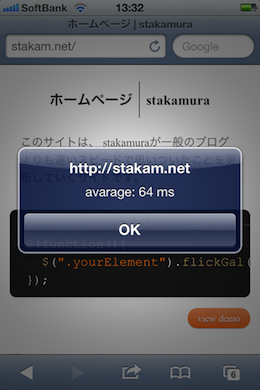 SoftBank 13:32
ホームページ | stakamura
stakam.net/ Google
ホームページ stakamura
このサイトは、stakamuraが一般のブログ
http://stakam.net
avarage: 64 ms
OK
$(function(){
$(".yourElement").flickGal(
});
view demo
6